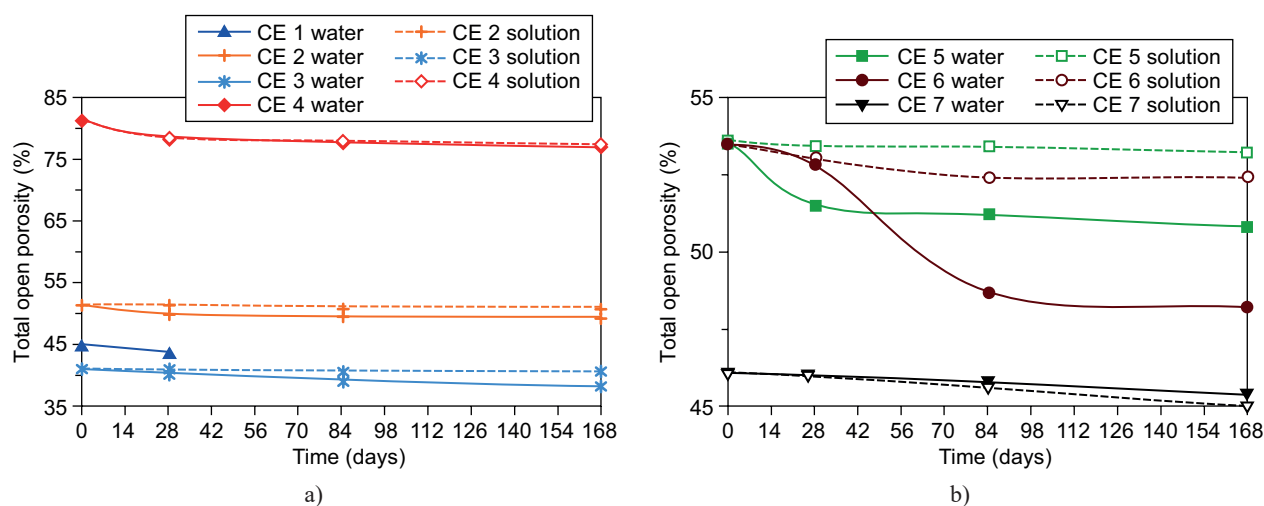 CE 1 water
CE 2 water
CE 3 water
CE 4 water
CE 2 solution
CE 3 solution
CE 4 solution
Total open porosity (%)
85
75
55
45
35
0 14 28 42 56 70 84 98 112 126 140 154 168
Time (days)
a)
CE 5 water
CE 6 water
CE 7 water
CE 5 solution
CE 6 solution
CE 7 solution
Total open porosity (%)
55
50
45
0 14 28 42 56 70 84 98 112 126 140 154 168
Time (days)
b)